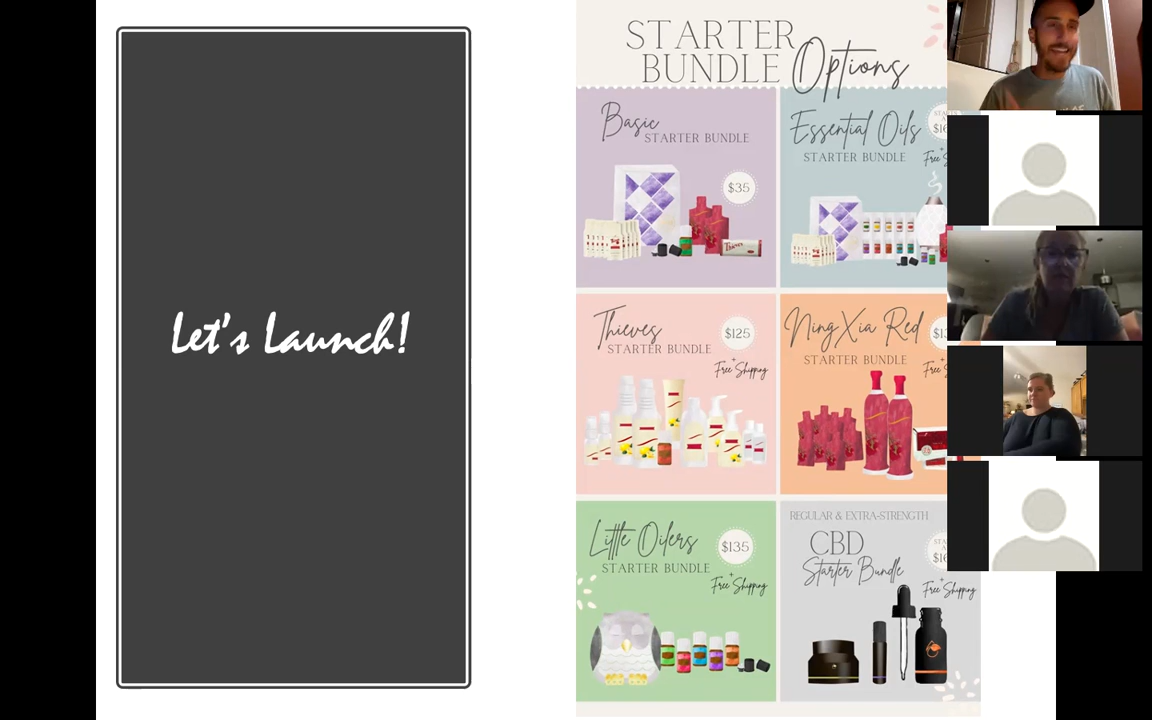 Let's Launch!
STARTER
BUNDLE Options
Basic
STARTER BUNDLE
$35
Essential Oils
STARTER BUNDLE
Thieves
STARTER BUNDLE
$125
+
Free Shipping
NingXia Red
STARTER BUNDLE
Little Oilers
STARTER BUNDLE
$135
+
Free Shipping
REGULAR & EXTRA-STRENGTH
CBD
Starter Bundle
+
Free Shipping
Thieves